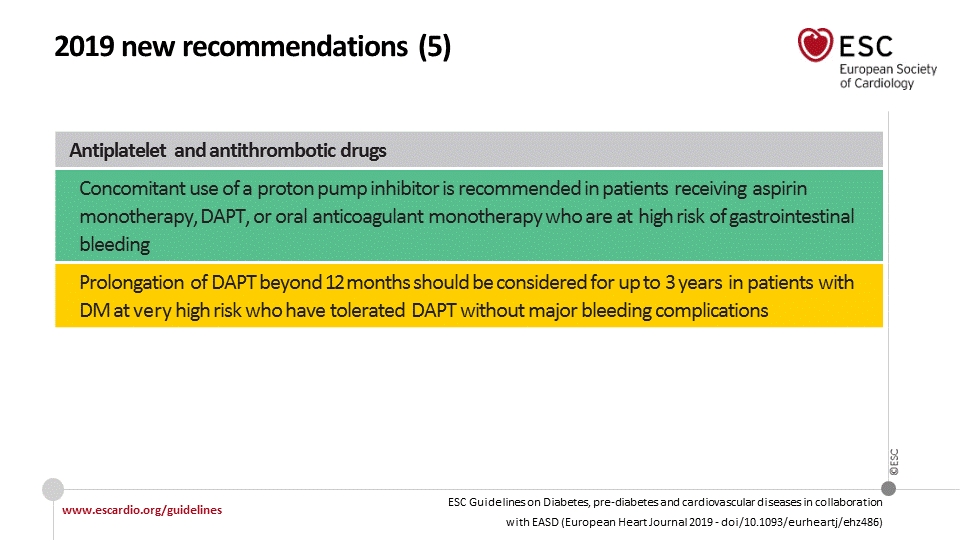 2019 new recommendations (5)
ESC
European Society
of Cardiology
Antiplatelet and antithrombotic drugs
Concomitant use of a proton pump inhibitor is recommended in patients receiving aspirin
monotherapy, DAPT, or oral anticoagulant monotherapy who are at high risk of gastrointestinal
bleeding
Prolongation of DAPT beyond 12 months should be considered for up to 3 years in patients with
DM at very high risk who have tolerated DAPT without major bleeding complications
©ESC
www.escardio.org/guidelines
ESC Guidelines on Diabetes, pre-diabetes and cardiovascular diseases in collaboration
with EASD (European Heart Journal 2019 - doi/10.1093/eurheartj/ehz486)